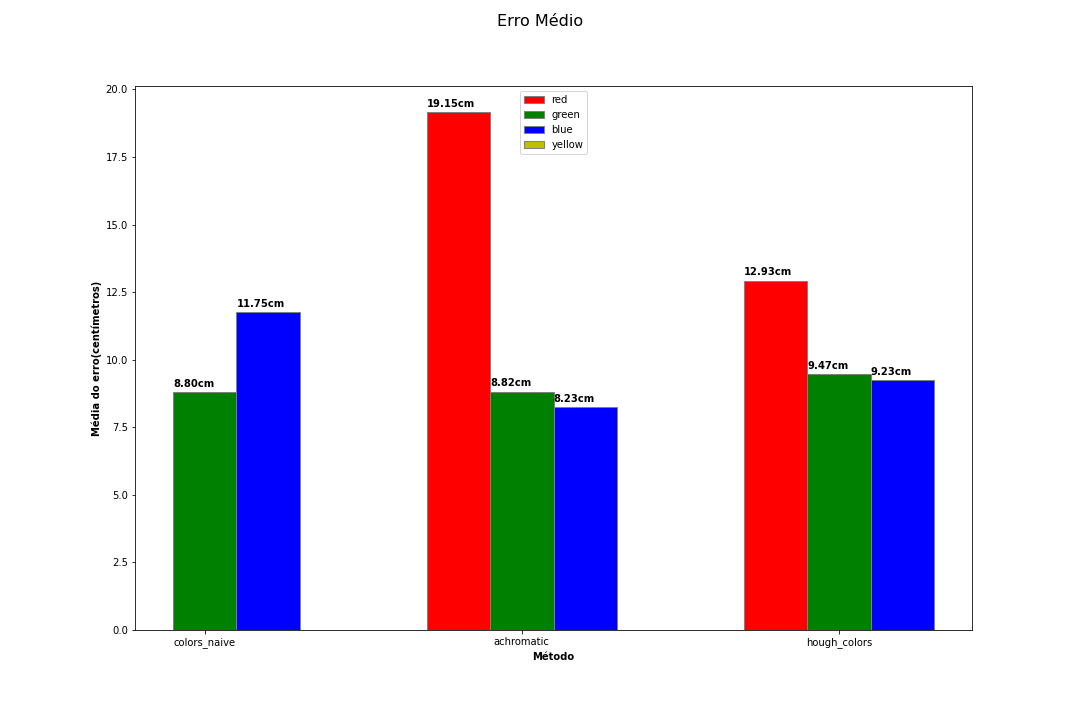 Erro Médio
20.0
17.5
15.0
12.5
10.0
7.5
5.0
2.5
0.0
Média do erro(centímetros)
8.80cm
11.75cm
19.15cm
8.82cm
8.23cm
12.93cm
9.47cm
9.23cm
red
green
blue
yellow
colors_naive
achromatic
hough_colors
Método